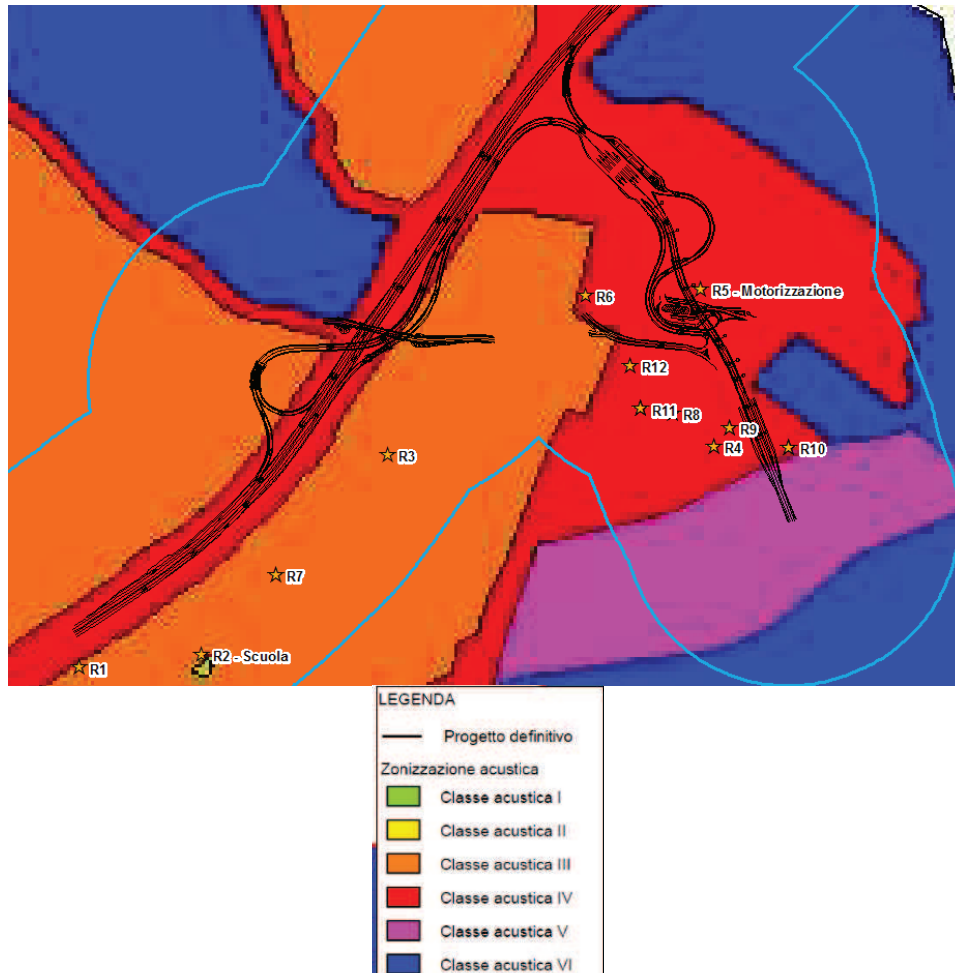 R5 - Motorizzazione
R6
R12
R11
R8
R9
R4
R10
R3
R7
R2 - Scuola
R1
LEGENDA
Progetto definitivo
Zonizzazione acustica
Classe acustica I
Classe acustica II
Classe acustica III
Classe acustica IV
Classe acustica V
Classe acustica VI